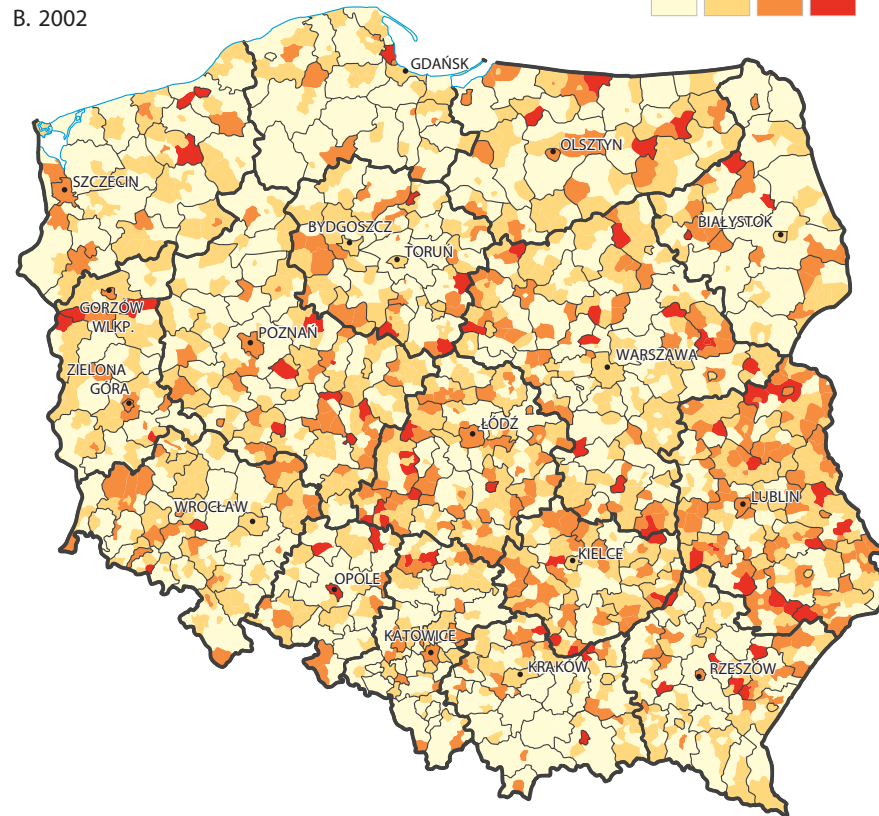 B. 2002
GDAŃSK
OLSZTYN
SZCZECIN
BIAŁYSTOK
BYDGOSZCZ
TORUŃ
GORZÓW
WLKP.
POZNAŃ
WARSZAWA
ZIELONA
GÓRA
ŁÓDŹ
LUBLIN
WROCŁAW
KIELCE
OPOLE
KATOWICE
KRAKÓW
RZESZÓW